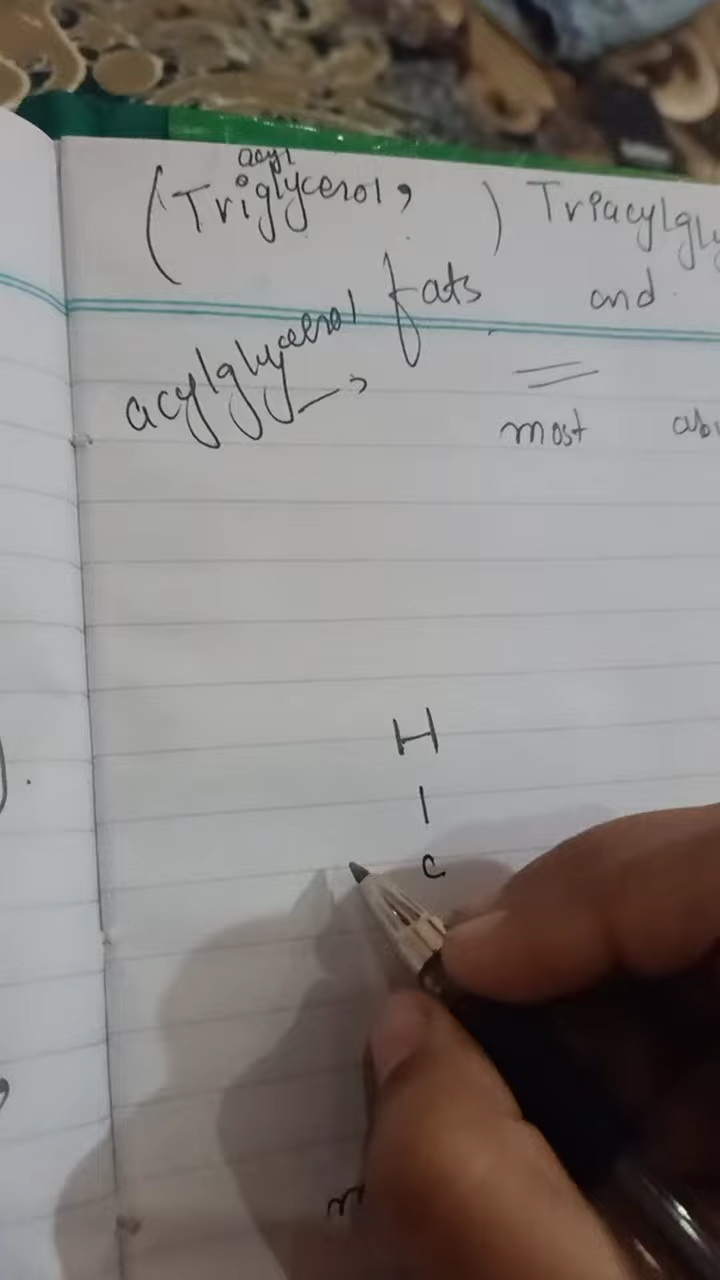 acyl
(Triglycerol, ) Triacylgly
fats and
acylglycerol
most
H
|
C